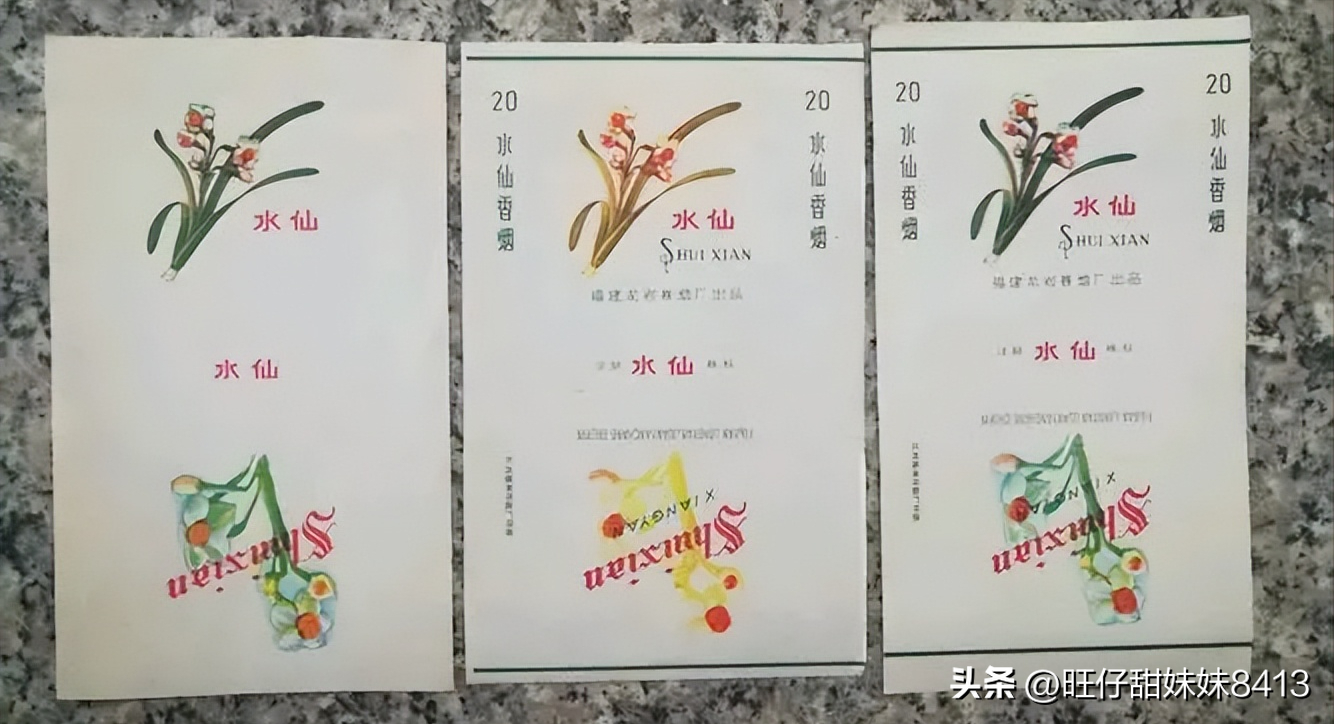 水仙
水仙
Shuixian
20
水仙香烟
20
水仙香烟
水仙
SHUI XIAN
福建龙岩卷烟厂出品
水仙
XIANGYAN
Shuixian
20
水仙香烟
20
水仙香烟
水仙
SHUI XIAN
福建龙岩卷烟厂出品
水仙
XIANGYAN
Shuixian
头条 @旺仔甜妹妹8413